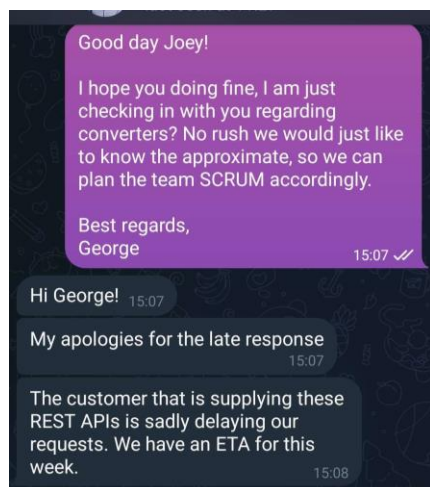 Good day Joey!
I hope you doing fine, I am just
checking in with you regarding
converters? No rush we would just like
to know the approximate, so we can
plan the team SCRUM accordingly.
Best regards,
George
15:07
Hi George! 15:07
My apologies for the late response
15:07
The customer that is supplying these
REST APIs is sadly delaying our
requests. We have an ETA for this
week.
15:08